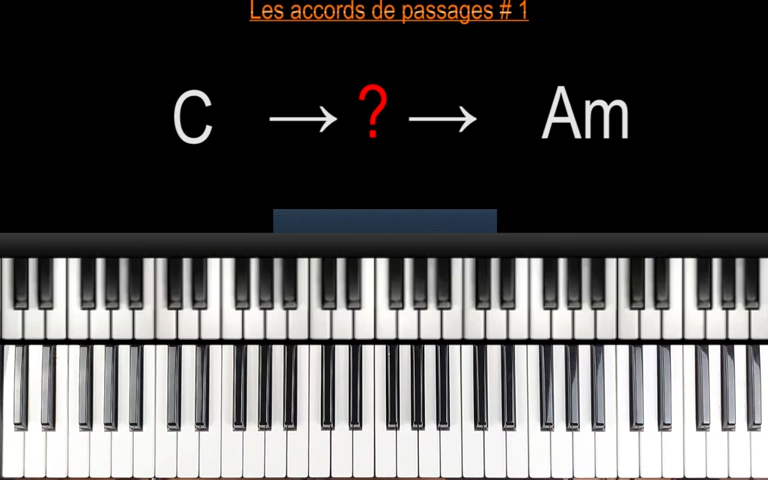 Les accords de passages # 1
C → ? → Am